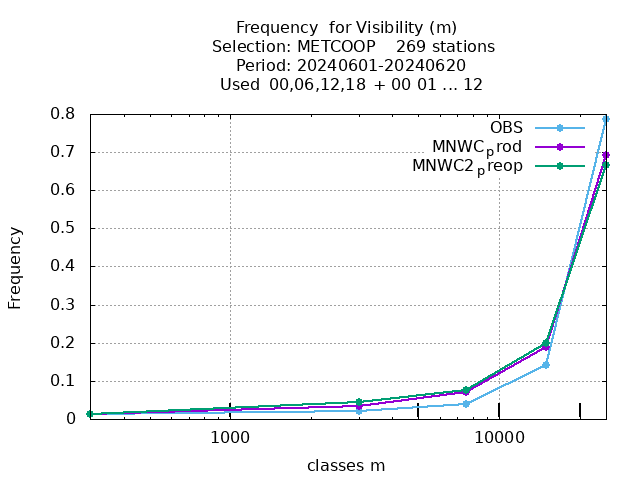 Frequency for Visibility (m)
Selection: METCOOP 269 stations
Period: 20240601-20240620
Used 00,06,12,18 + 00 01 ... 12
OBS
MNWCprod
MNWC2preop
Frequency
0.8
0.7
0.6
0.5
0.4
0.3
0.2
0.1
0
1000 10000
classes m